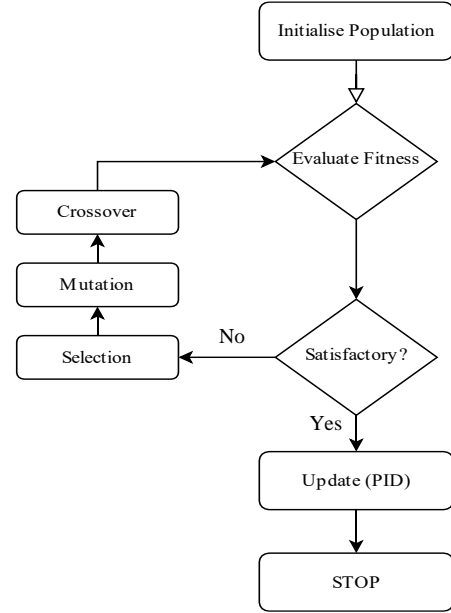 Initialise Population
Evaluate Fitness
Crossover
Mutation
Selection
No
Satisfactory?
Yes
Update (PID)
STOP